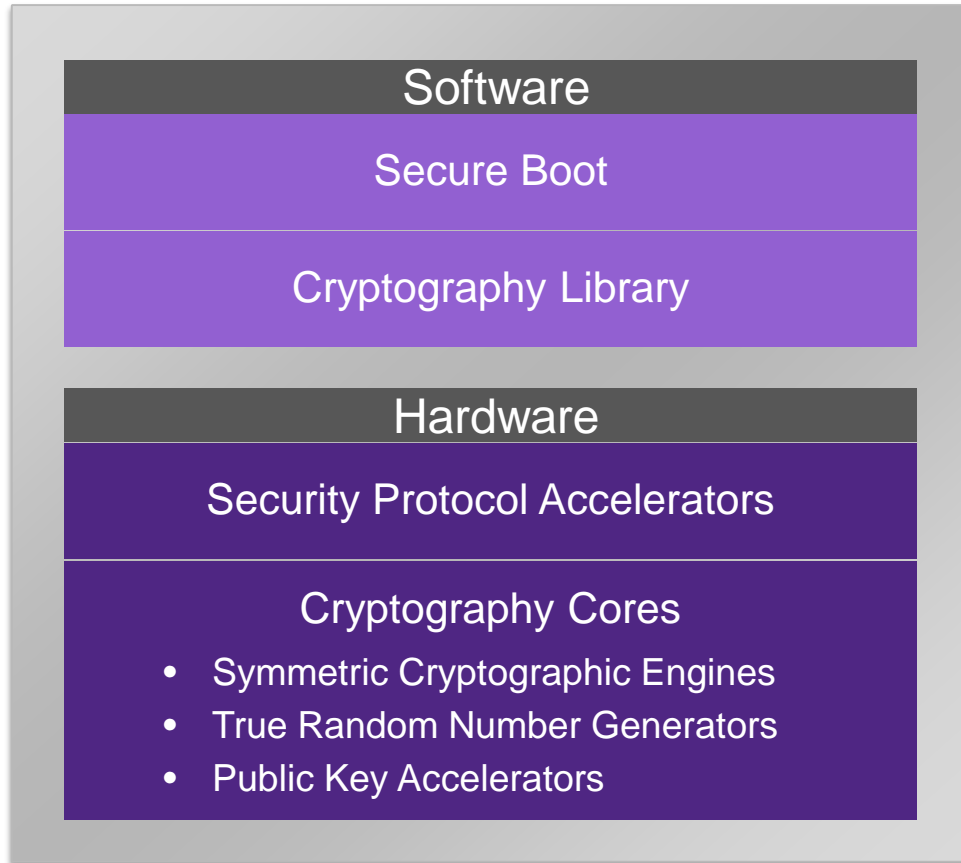 Software
Secure Boot
Cryptography Library
Hardware
Security Protocol Accelerators
Cryptography Cores
• Symmetric Cryptographic Engines
• True Random Number Generators
• Public Key Accelerators